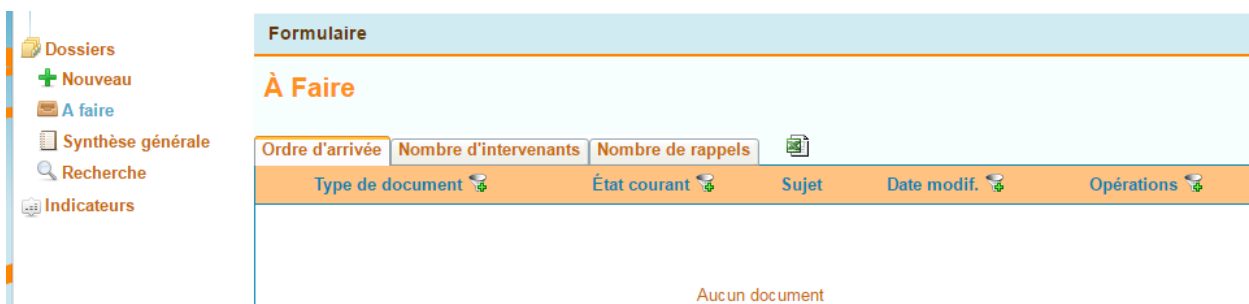 Dossiers
Nouveau
A faire
Synthèse générale
Recherche
Indicateurs
Formulaire
À Faire
Ordre d'arrivée Nombre d'intervenants Nombre de rappels
Type de document État courant Sujet Date modif. Opérations
Aucun document